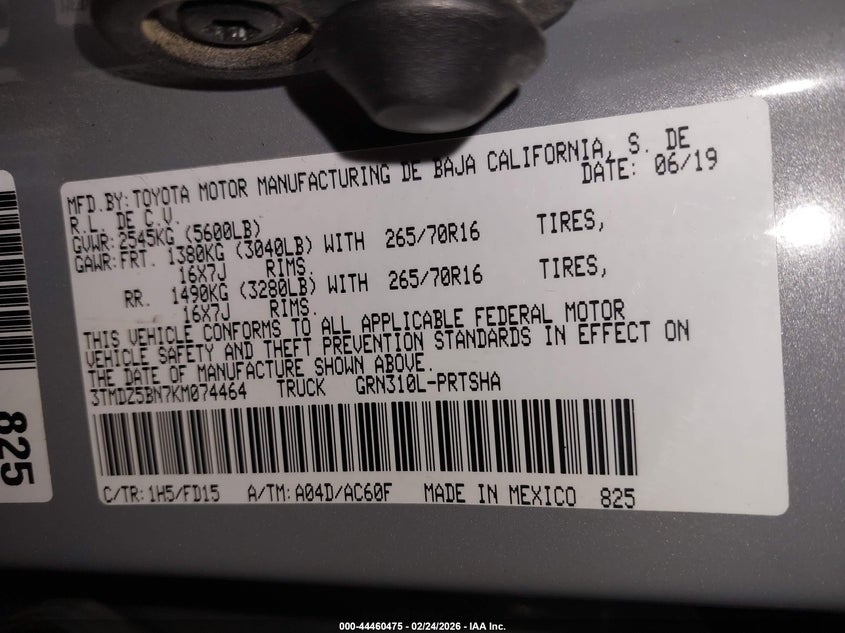 MFD.BY:TOYOTA MOTOR MANUFACTURING DE BAJA CALIFORNIA, S. DE
R.L. DE C.V. DATE: 06/19
GVWR:2545KG (5600LB)
GAWR:FRT. 1380KG (3040LB) WITH 265/70R16 TIRES,
16X7J RIMS.
RR. 1490KG (3280LB) WITH 265/70R16 TIRES,
16X7J RIMS.
THIS VEHICLE CONFORMS TO ALL APPLICABLE FEDERAL MOTOR
VEHICLE SAFETY AND THEFT PREVENTION STANDARDS IN EFFECT ON
THE DATE OF MANUFACTURE SHOWN ABOVE.
3TMDZ5BN7KM074464 TRUCK GRN310L-PRTSHA
C/TR:1H5/FD15 A/TM:A04D/AC60F MADE IN MEXICO 825
825
000-44460475 - 02/24/2026 - IAA Inc.